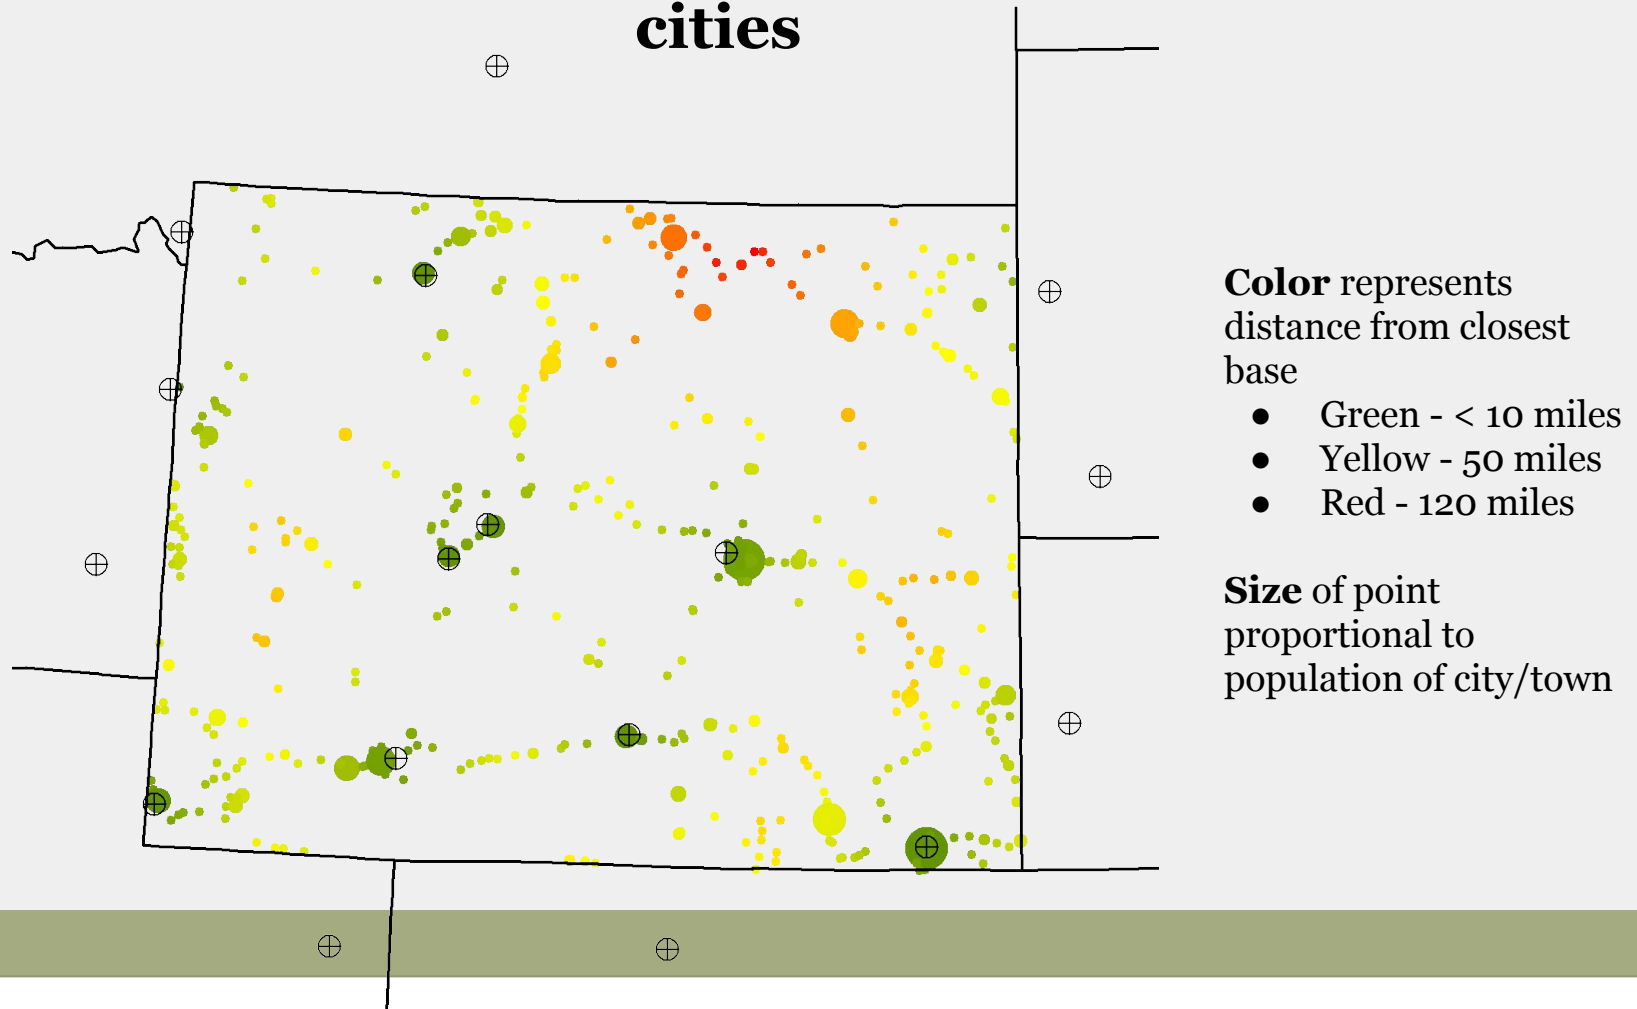 cities
Color represents
distance from closest
base
● Green - < 10 miles
● Yellow - 50 miles
● Red - 120 miles
Size of point
proportional to
population of city/town